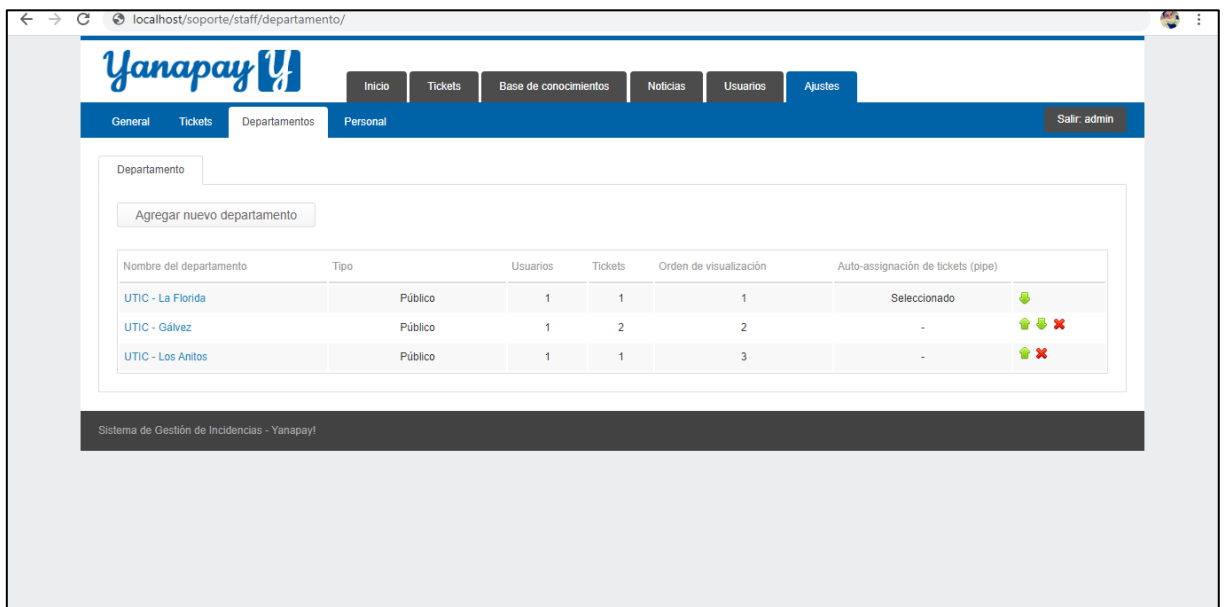 localhost/soporte/staff/departamento/
Yanapay Y
Inicio Tickets Base de conocimientos Noticias Usuarios Ajustes
General Tickets Departamentos Personal Salir: admin
Departamento
Agregar nuevo departamento
Nombre del departamento Tipo Usuarios Tickets Orden de visualización Auto-assignación de tickets (pipe)
UTIC - La Florida Público 1 1 1 Seleccionado
UTIC - Gálvez Público 1 2 2 -
UTIC - Los Anitos Público 1 1 3 -
Sistema de Gestión de Incidencias - Yanapay!